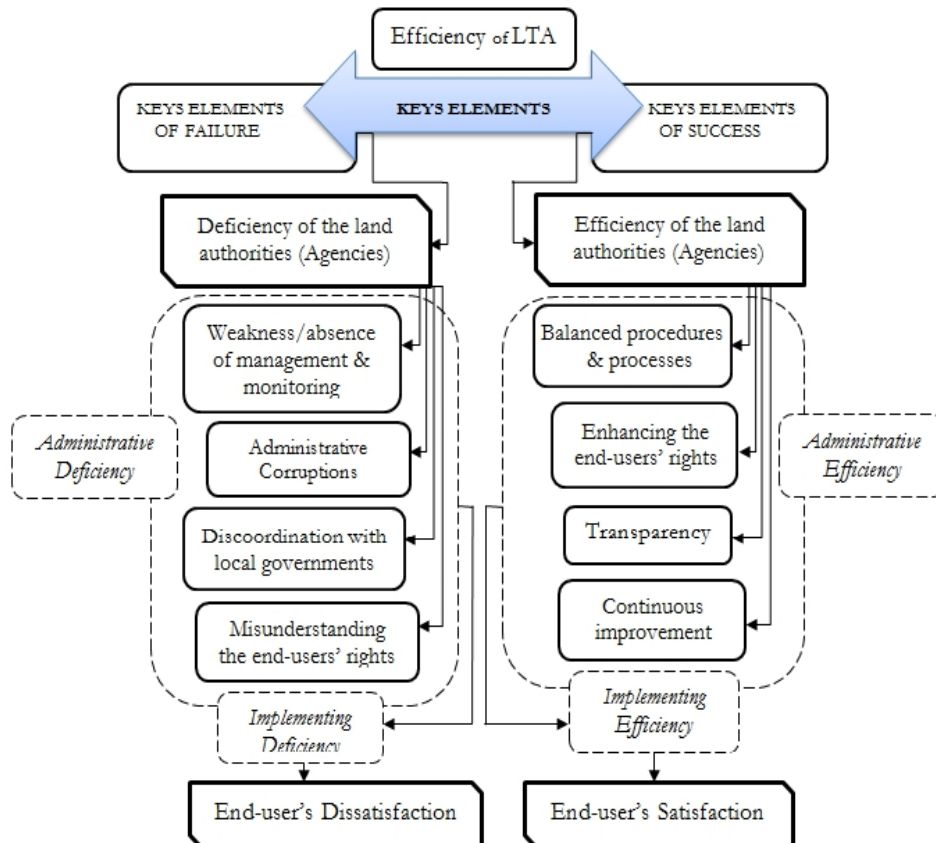 Efficiency of LTA
KEYS ELEMENTS
OF FAILURE
KEYS ELEMENTS
KEYS ELEMENTS
OF SUCCESS
Deficiency of the land
authorities (Agencies)
Efficiency of the land
authorities (Agencies)
Weakness/absence
of management &
monitoring
Balanced procedures
& processes
Administrative
Deficiency
Administrative
Corruptions
Enhancing the
end-users’ rights
Administrative
Efficiency
Discoordination with
local governments
Transparency
Misunderstanding
the end-users’ rights
Continuous
improvement
Implementing
Deficiency
Implementing
Efficiency
End-user’s Dissatisfaction
End-user’s Satisfaction